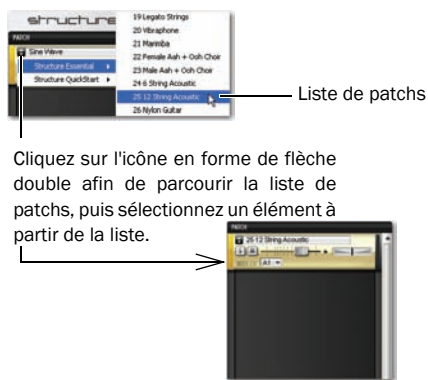 structure
PATCH
Sine Wave
Structure Essential
Structure QuickStart
19 Legato Strings
20 Vibraphone
21 Marimba
22 Female Aah + Ooh Choir
23 Male Aah + Ooh Choir
24 6 String Acoustic
25 12 String Acoustic
26 Nylon Guitar
Liste de patchs
Cliquez sur l'icône en forme de flèche
double afin de parcourir la liste de
patchs, puis sélectionnez un élément à
partir de la liste.
PATCH
25 12 String Acoustic
A1